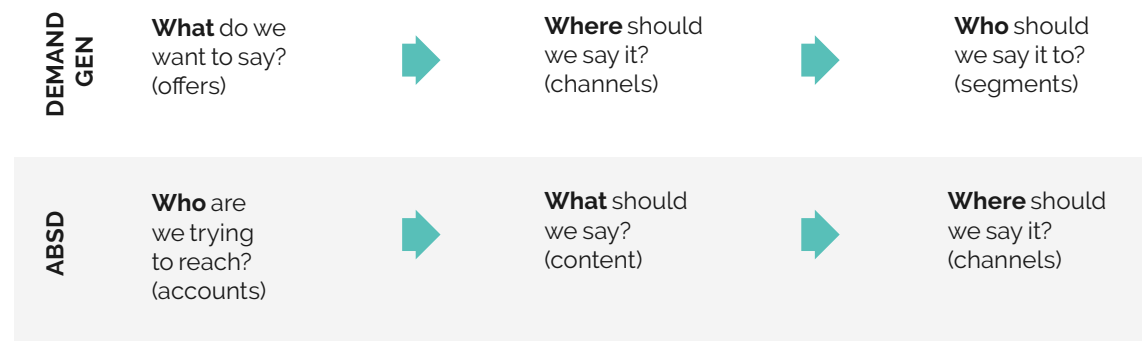 DEMAND
GEN
What do we
want to say?
(offers)
Where should
we say it?
(channels)
Who should
we say it to?
(segments)
ABSD
Who are
we trying
to reach?
(accounts)
What should
we say?
(content)
Where should
we say it?
(channels)